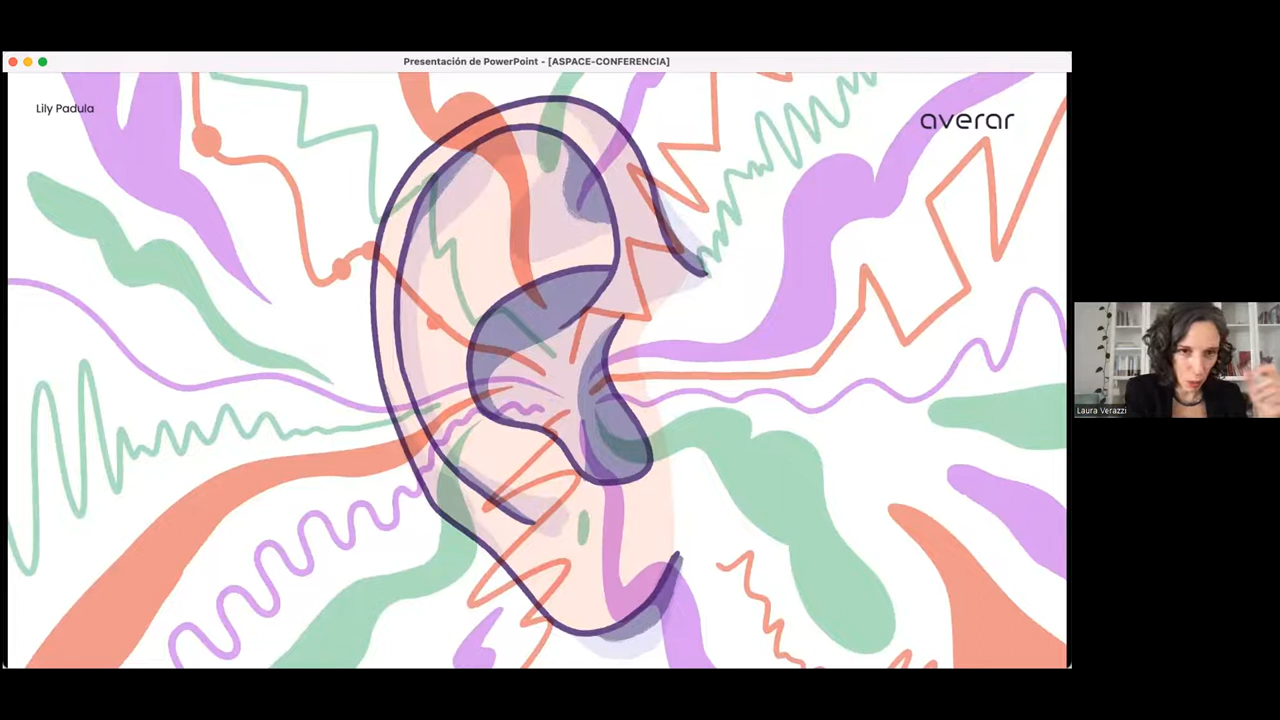 Presentación de PowerPoint - [ASPACE-CONFERENCIA]
Lily Padula
averar
Laura Verazzi